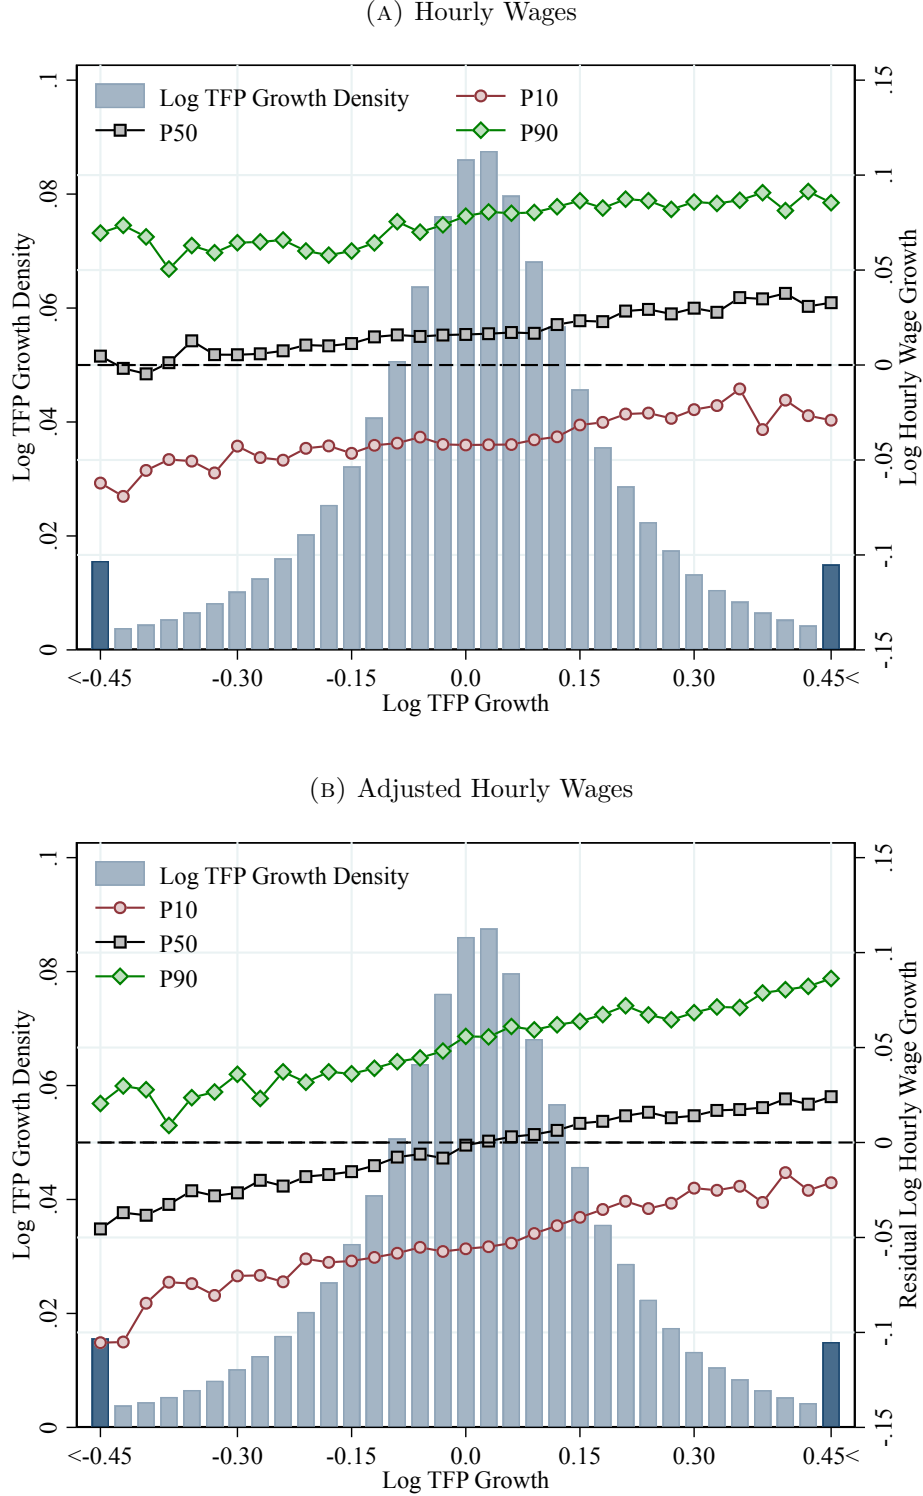 (A) Hourly Wages
Log TFP Growth Density
P10
P50
P90
.1
.08
.06
.04
.02
0
Log TFP Growth Density
.15
.1
.05
0
-.05
-.1
-.15
Log Hourly Wage Growth
<-0.45 -0.30 -0.15 0.0 0.15 0.30 0.45<
Log TFP Growth
(B) Adjusted Hourly Wages
Log TFP Growth Density
P10
P50
P90
.1
.08
.06
.04
.02
0
Log TFP Growth Density
.15
.1
.05
0
-.05
-.1
-.15
Residual Log Hourly Wage Growth
<-0.45 -0.30 -0.15 0.0 0.15 0.30 0.45<
Log TFP Growth